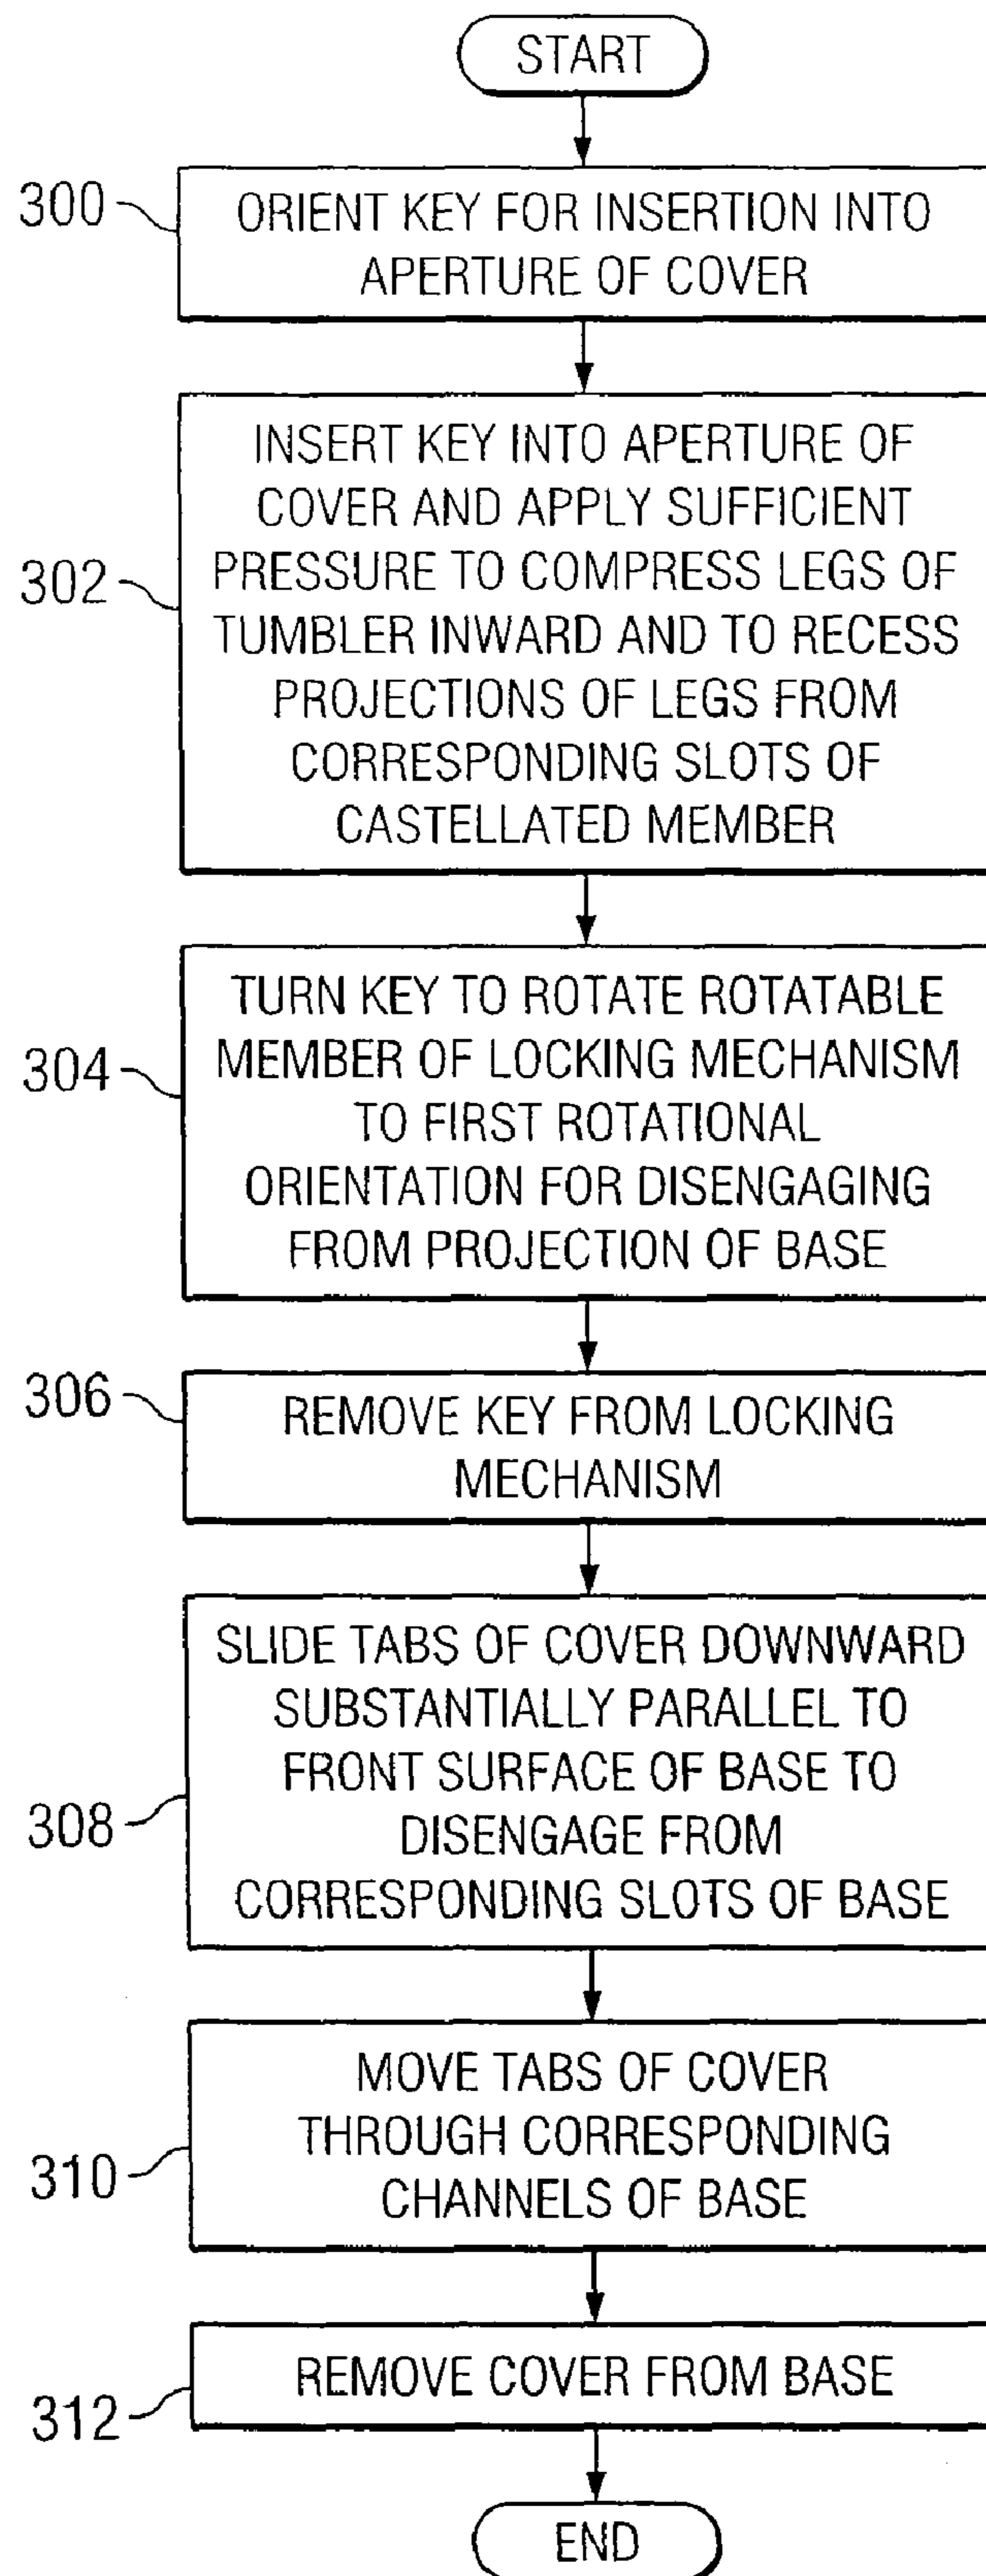 START
300
ORIENT KEY FOR INSERTION INTO
APERTURE OF COVER
302
INSERT KEY INTO APERTURE OF
COVER AND APPLY SUFFICIENT
PRESSURE TO COMPRESS LEGS OF
TUMBLER INWARD AND TO RECESS
PROJECTIONS OF LEGS FROM
CORRESPONDING SLOTS OF
CASTELLATED MEMBER
304
TURN KEY TO ROTATE ROTATABLE
MEMBER OF LOCKING MECHANISM
TO FIRST ROTATIONAL
ORIENTATION FOR DISENGAGING
FROM PROJECTION OF BASE
306
REMOVE KEY FROM LOCKING
MECHANISM
308
SLIDE TABS OF COVER DOWNWARD
SUBSTANTIALLY PARALLEL TO
FRONT SURFACE OF BASE TO
DISENGAGE FROM
CORRESPONDING SLOTS OF BASE
310
MOVE TABS OF COVER
THROUGH CORRESPONDING
CHANNELS OF BASE
312
REMOVE COVER FROM BASE
END